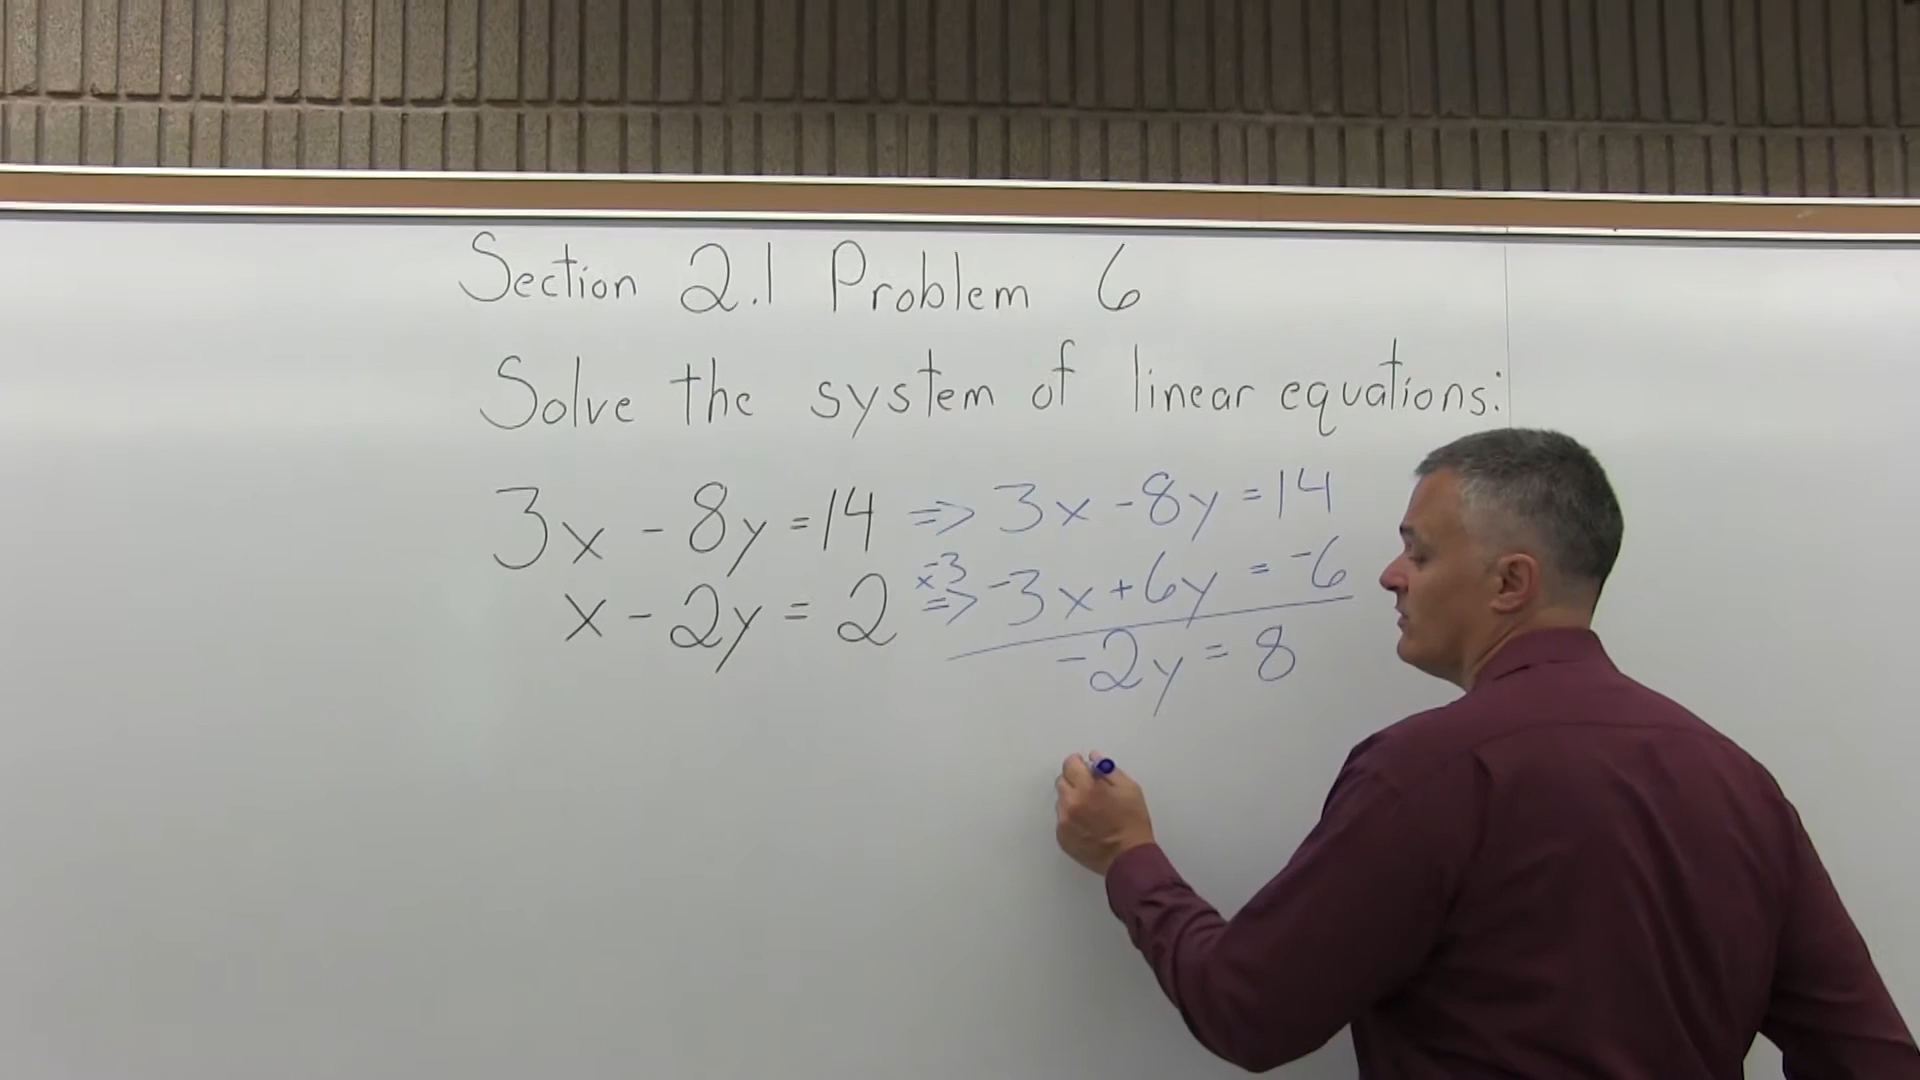 Section 2.1 Problem 6
Solve the system of linear equations:
3x - 8y = 14 => 3x - 8y = 14
x - 2y = 2 x-3 => -3x + 6y = -6
-2y = 8